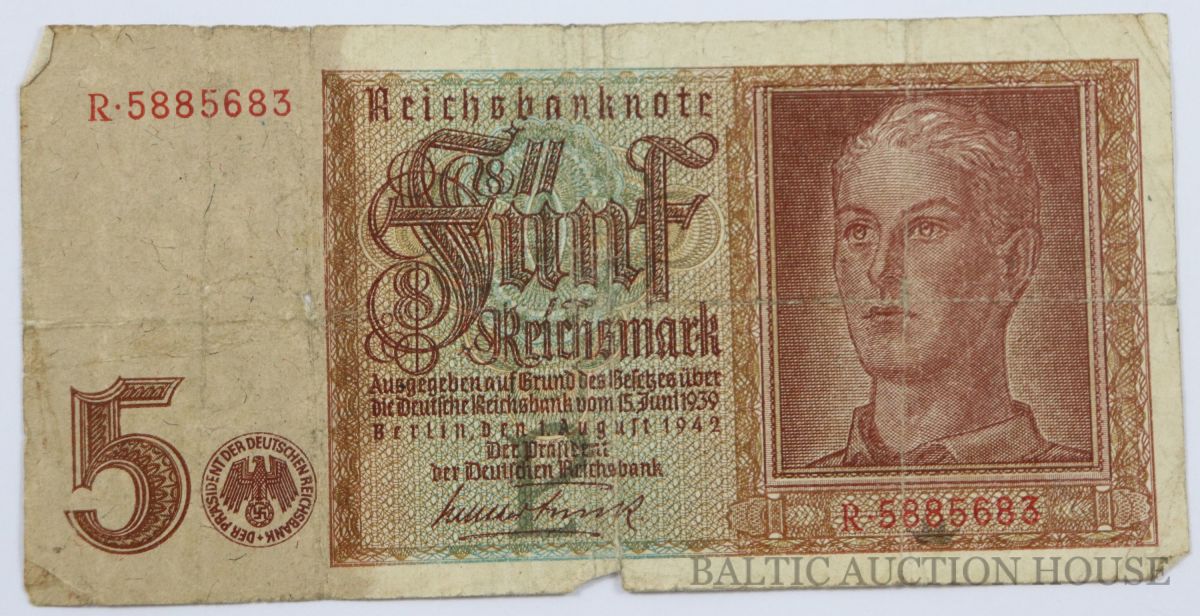 R·5885683
Reichsbanknote
Fünf
Reichsmark
Ausgegeben auf Grund des Gesetzes über
die Deutsche Reichsbank vom 15. Juni 1939
Berlin, den 1. August 1942
Der Präsident
der Deutschen Reichsbank
5
DER PRÆSIDENT DER DEUTSCHEN REICHSBANK +
R·5885683
BALTIC AUCTION HOUSE